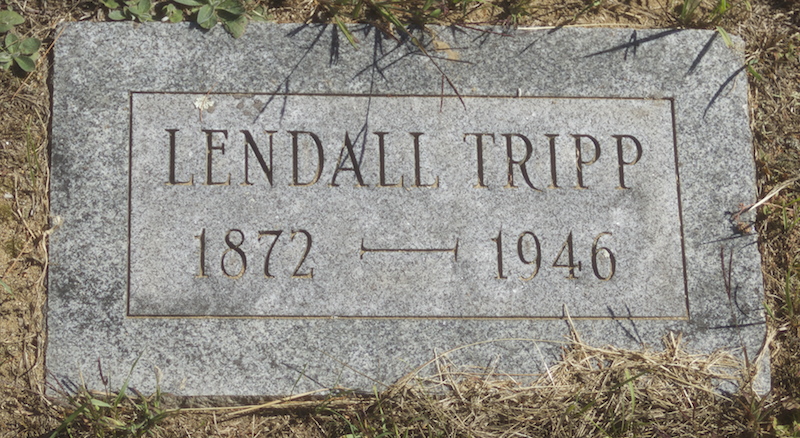 LENDALL TRIPP
1872 — 1946